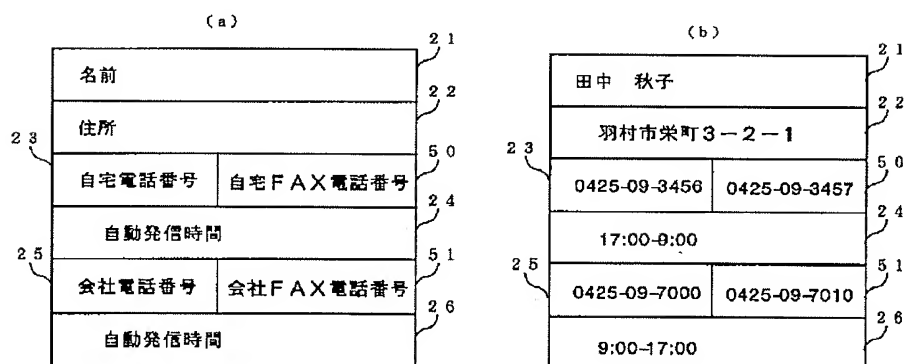 (a)
21
名前
22
住所
23
50
自宅電話番号 自宅FAX電話番号
24
自動発信時間
25
51
会社電話番号 会社FAX電話番号
26
自動発信時間
(b)
21
田中 秋子
22
羽村市栄町3-2-1
23
50
0425-09-3456 0425-09-3457
24
17:00-9:00
25
51
0425-09-7000 0425-09-7010
26
9:00-17:00